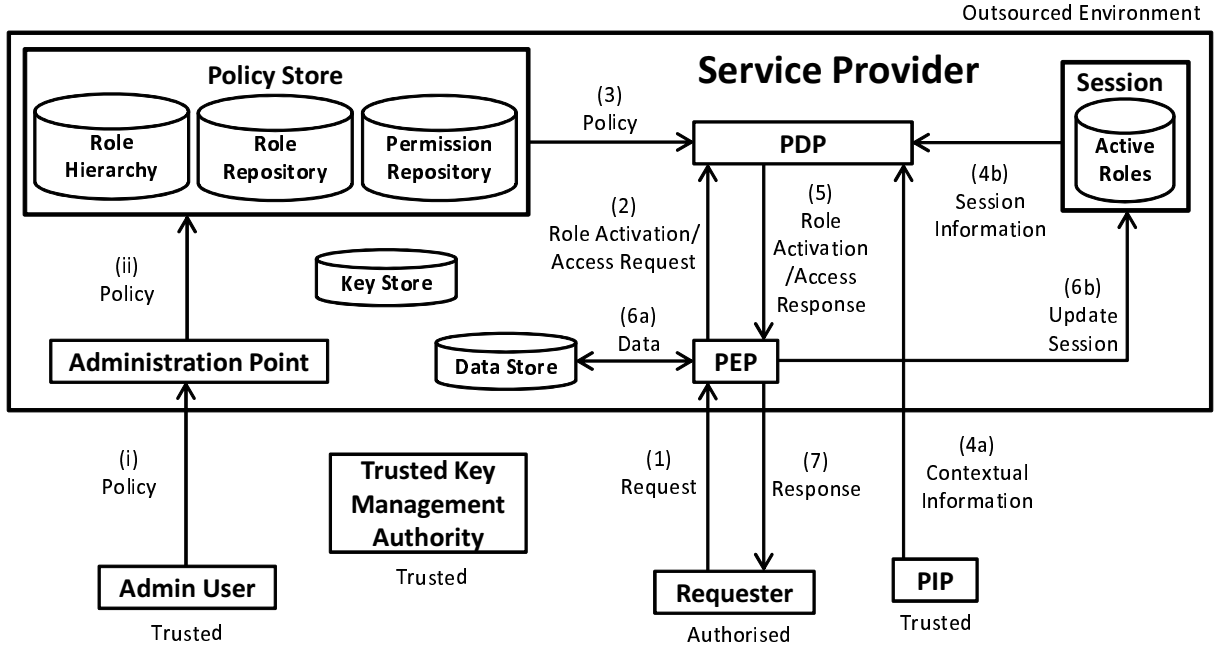 Outsourced Environment
Service Provider
Policy Store
Role
Hierarchy
Role
Repository
Permission
Repository
(3)
Policy
PDP
Session
Active
Roles
(4b)
Session
Information
(2)
Role Activation/
Access Request
(5)
Role
Activation
/Access
Response
(ii)
Policy
Key Store
(6a)
Data
(6b)
Update
Session
Administration Point
Data Store
PEP
(i)
Policy
Trusted Key
Management
Authority
Trusted
(1)
Request
(7)
Response
(4a)
Contextual
Information
Admin User
Trusted
Requester
Authorised
PIP
Trusted